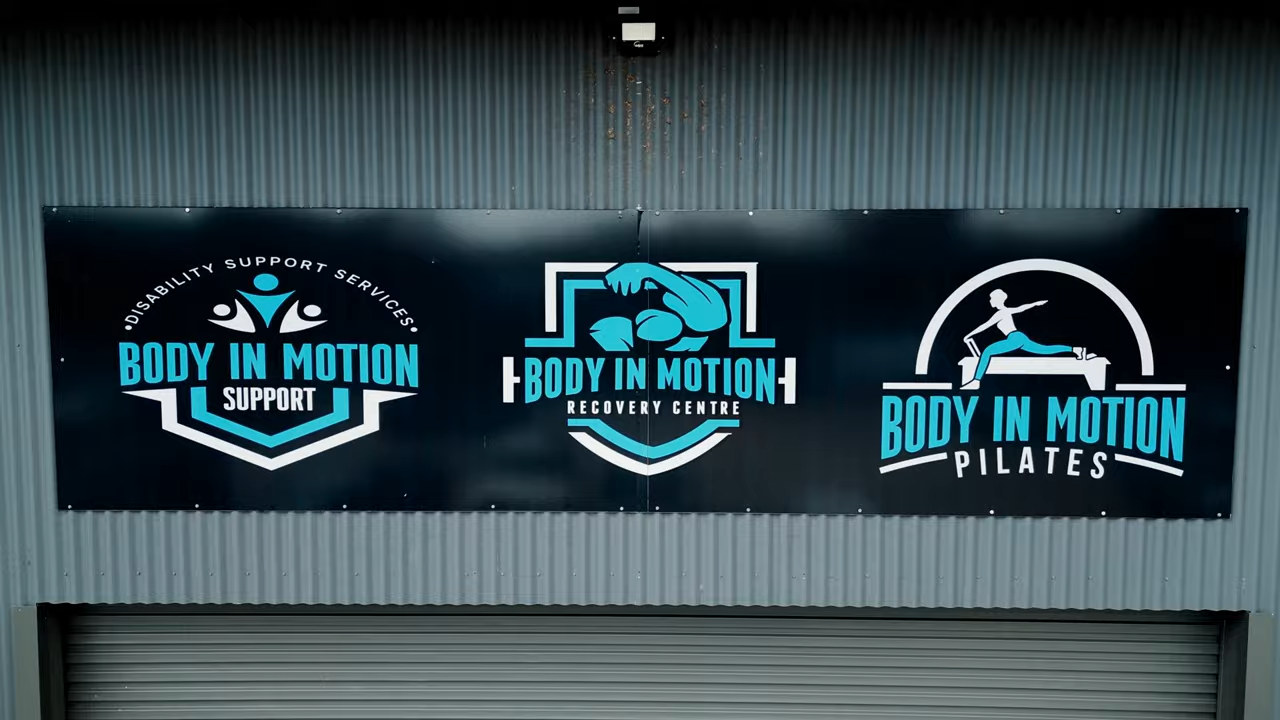 DISABILITY SUPPORT SERVICES
BODY IN MOTION
SUPPORT
BODY IN MOTION
RECOVERY CENTRE
BODY IN MOTION
PILATES